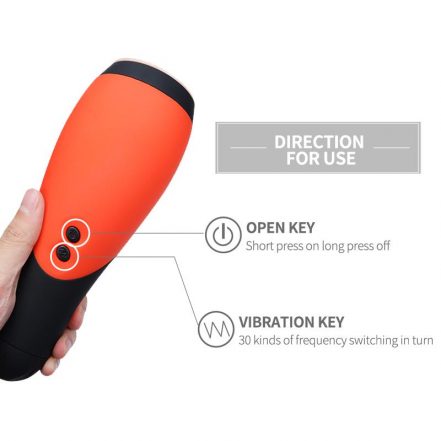 DIRECTION
FOR USE
OPEN KEY
Short press on long press off
VIBRATION KEY
30 kinds of frequency switching in turn